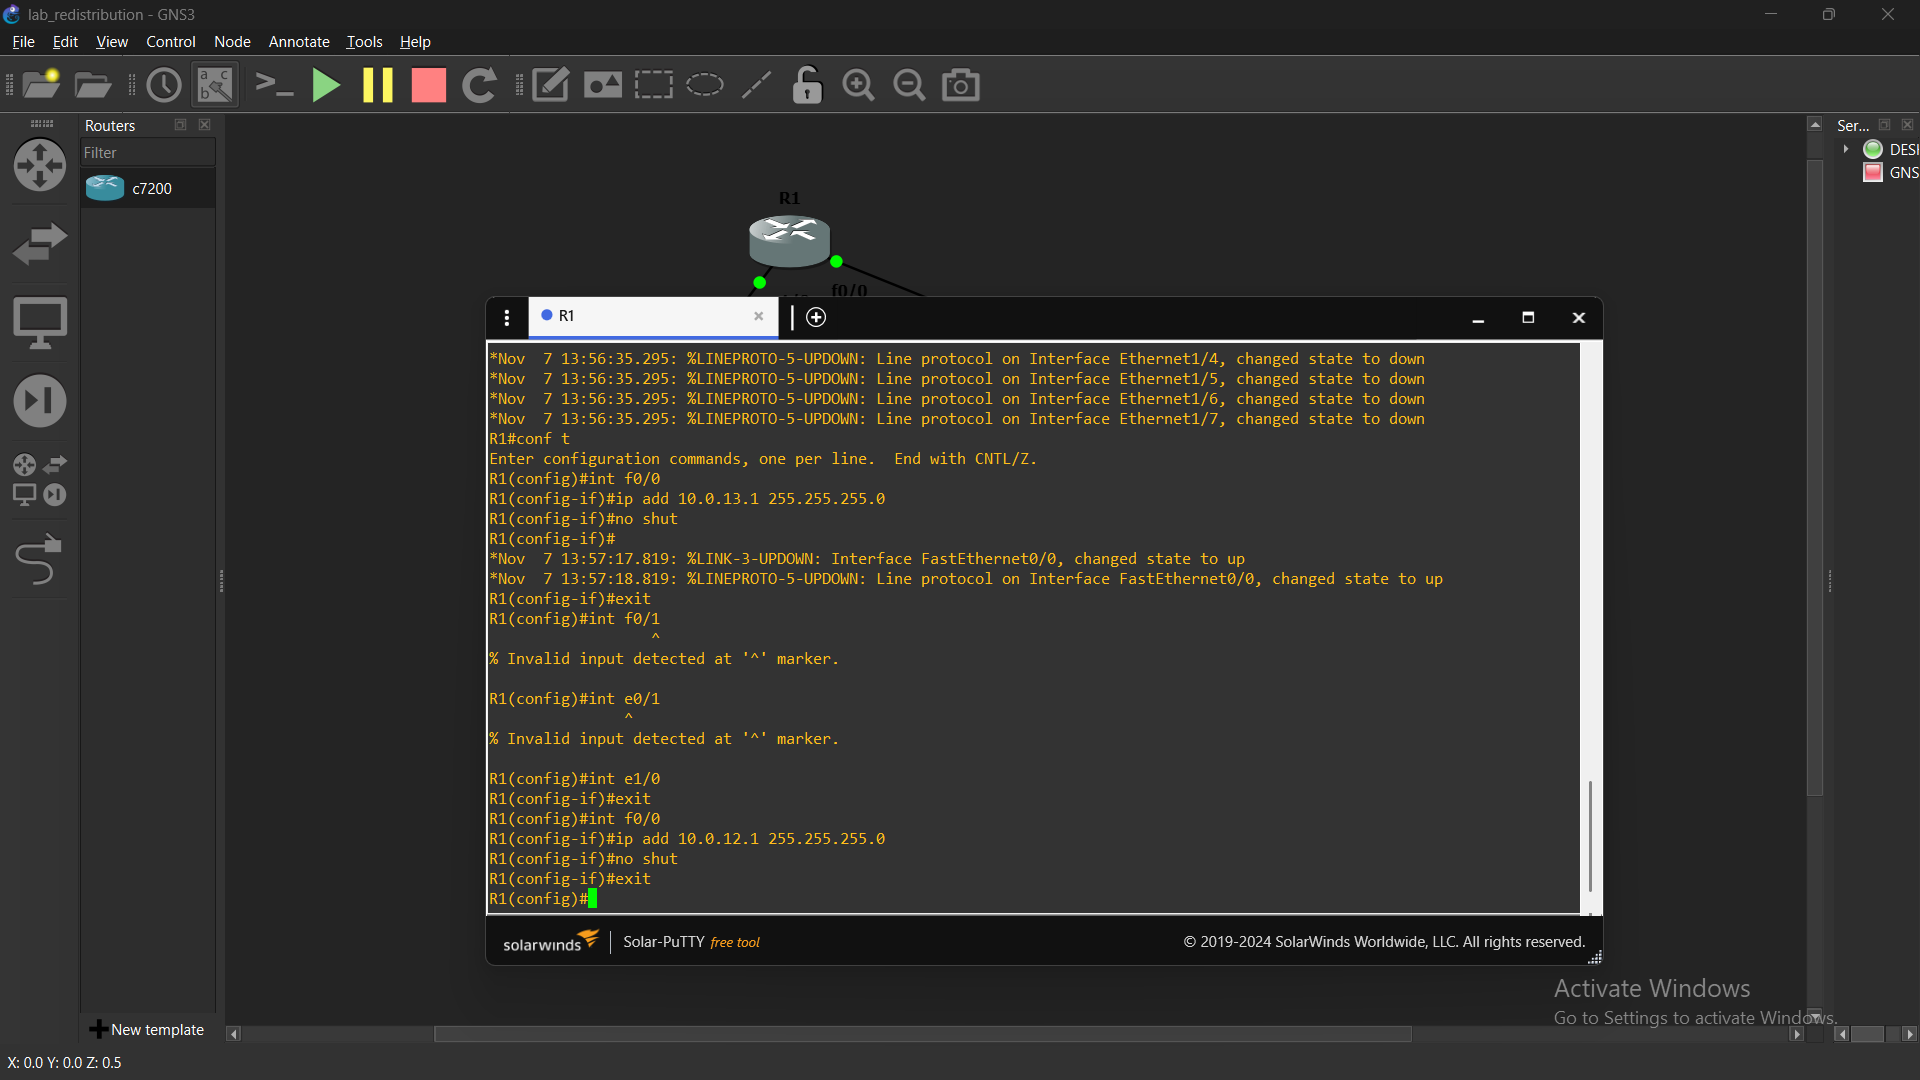 lab_redistribution - GNS3
File Edit View Control Node Annotate Tools Help
Routers
Filter
c7200
New template
X: 0.0 Y: 0.0 Z: 0.5
R1
f0/0
Ser...
DESI
GNS
R1
*Nov  7 13:56:35.295: %LINEPROTO-5-UPDOWN: Line protocol on Interface Ethernet1/4, changed state to down
*Nov  7 13:56:35.295: %LINEPROTO-5-UPDOWN: Line protocol on Interface Ethernet1/5, changed state to down
*Nov  7 13:56:35.295: %LINEPROTO-5-UPDOWN: Line protocol on Interface Ethernet1/6, changed state to down
*Nov  7 13:56:35.295: %LINEPROTO-5-UPDOWN: Line protocol on Interface Ethernet1/7, changed state to down
R1#conf t
Enter configuration commands, one per line.  End with CNTL/Z.
R1(config)#int f0/0
R1(config-if)#ip add 10.0.13.1 255.255.255.0
R1(config-if)#no shut
R1(config-if)#
*Nov  7 13:57:17.819: %LINK-3-UPDOWN: Interface FastEthernet0/0, changed state to up
*Nov  7 13:57:18.819: %LINEPROTO-5-UPDOWN: Line protocol on Interface FastEthernet0/0, changed state to up
R1(config-if)#exit
R1(config)#int f0/1
^
% Invalid input detected at '^' marker.
R1(config)#int e0/1
^
% Invalid input detected at '^' marker.
R1(config)#int e1/0
R1(config-if)#exit
R1(config)#int f0/0
R1(config-if)#ip add 10.0.12.1 255.255.255.0
R1(config-if)#no shut
R1(config-if)#exit
R1(config)#
solarwinds
Solar-PuTTY free tool
© 2019-2024 SolarWinds Worldwide, LLC. All rights reserved.
Activate Windows
Go to Settings to activate Windows.